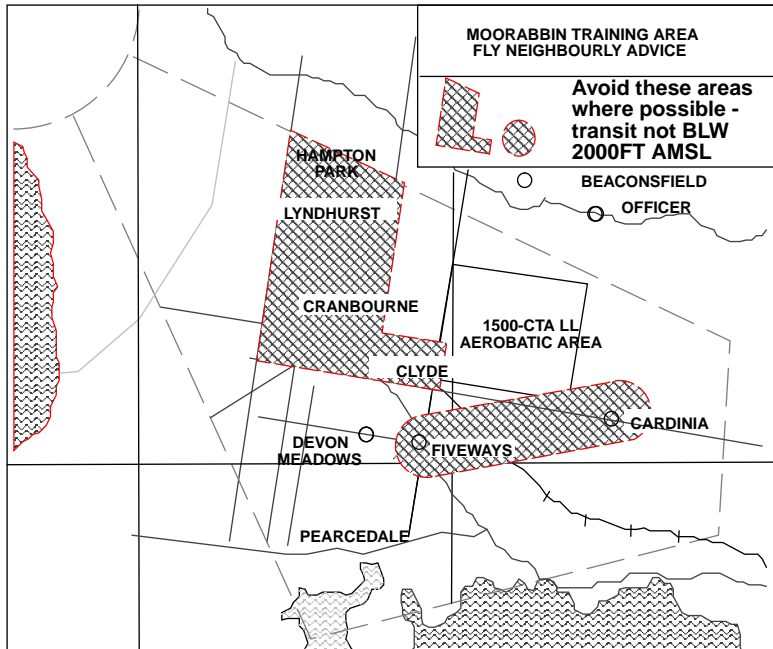 MOORABBIN TRAINING AREA
FLY NEIGHBOURLY ADVICE
Avoid these areas
where possible -
transit not BLW
2000FT AMSL
HAMPTON
PARK
BEACONSFIELD
LYNDHURST
OFFICER
CRANBOURNE
1500-CTA LL
AEROBATIC AREA
CLYDE
CARDINIA
DEVON
MEADOWS
FIVEWAYS
PEARCEDALE